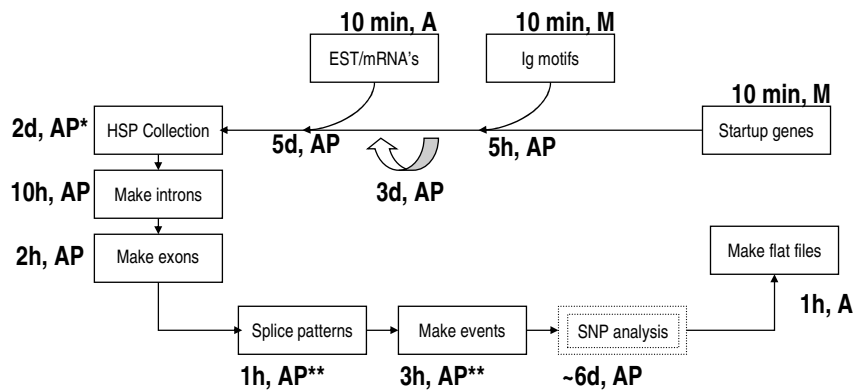 10 min, A
10 min, M
EST/mRNA's
Ig motifs
10 min, M
2d, AP*
HSP Collection
Startup genes
5d, AP
5h, AP
3d, AP
10h, AP
Make introns
2h, AP
Make exons
Make flat files
1h, A
Splice patterns
Make events
SNP analysis
1h, AP**
3h, AP**
~6d, AP